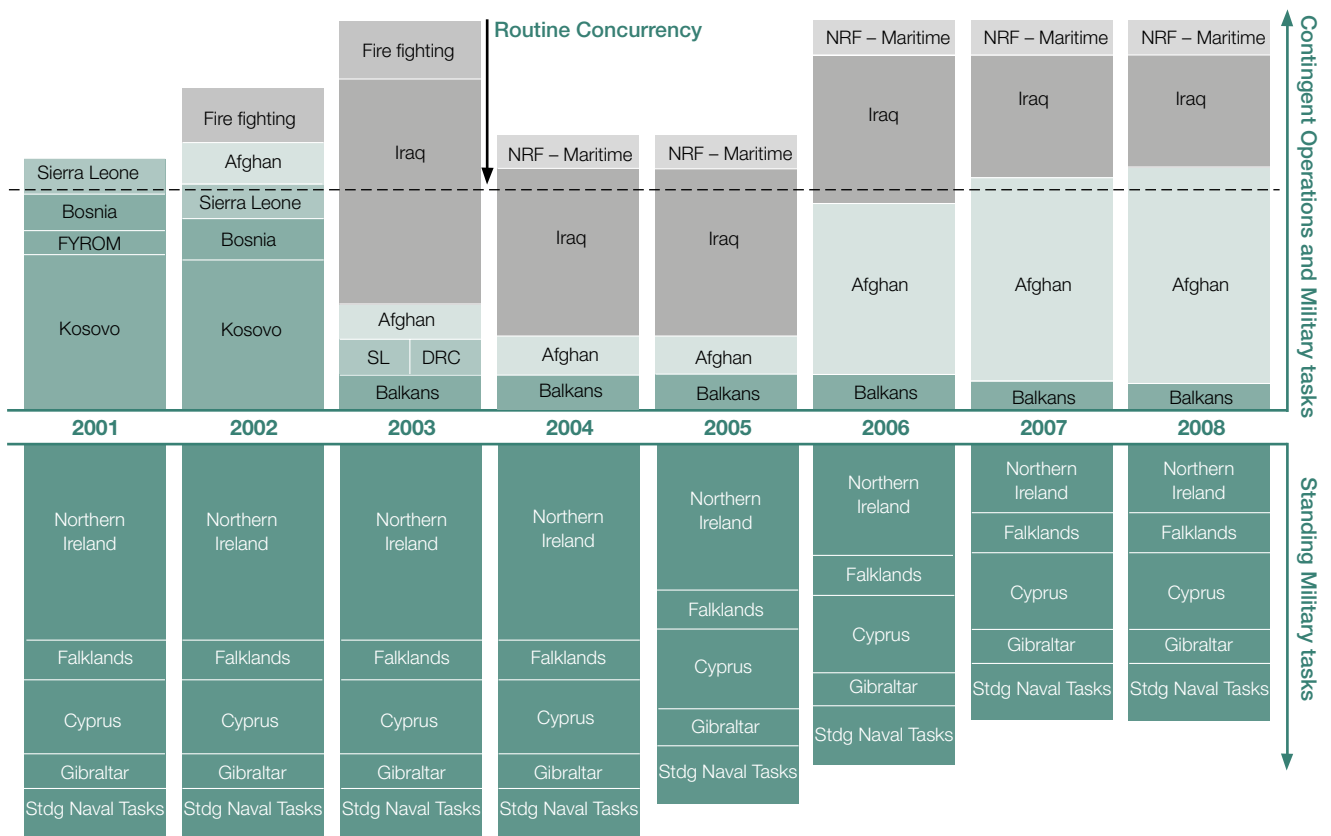 Routine Concurrency
Sierra Leone
Bosnia
FYROM
Kosovo
Fire fighting
Afghan
Sierra Leone
Bosnia
Kosovo
Fire fighting
Iraq
Afghan
SL
DRC
Balkans
NRF – Maritime
Iraq
Afghan
Balkans
NRF – Maritime
Iraq
Afghan
Balkans
NRF – Maritime
Iraq
Afghan
Balkans
NRF – Maritime
Iraq
Afghan
Balkans
NRF – Maritime
Iraq
Afghan
Balkans
Contingent Operations and Military tasks
2001 2002 2003 2004 2005 2006 2007 2008
Northern
Ireland
Falklands
Cyprus
Gibraltar
Stdg Naval Tasks
Northern
Ireland
Falklands
Cyprus
Gibraltar
Stdg Naval Tasks
Northern
Ireland
Falklands
Cyprus
Gibraltar
Stdg Naval Tasks
Northern
Ireland
Falklands
Cyprus
Gibraltar
Stdg Naval Tasks
Northern
Ireland
Falklands
Cyprus
Gibraltar
Stdg Naval Tasks
Northern
Ireland
Falklands
Cyprus
Gibraltar
Stdg Naval Tasks
Northern
Ireland
Falklands
Cyprus
Gibraltar
Stdg Naval Tasks
Northern
Ireland
Falklands
Cyprus
Gibraltar
Stdg Naval Tasks
Standing Military tasks